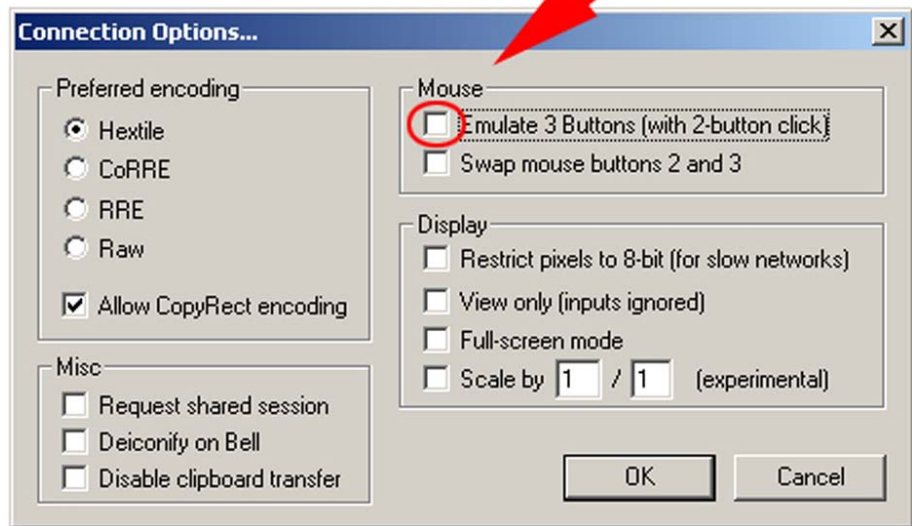 Connection Options...
Preferred encoding
Hextile
CoRRE
RRE
Raw
Allow CopyRect encoding
Misc
Request shared session
Deiconify on Bell
Disable clipboard transfer
Mouse
Emulate 3 Buttons (with 2-button click)
Swap mouse buttons 2 and 3
Display
Restrict pixels to 8-bit (for slow networks)
View only (inputs ignored)
Full-screen mode
Scale by 1 / 1 (experimental)
OK Cancel